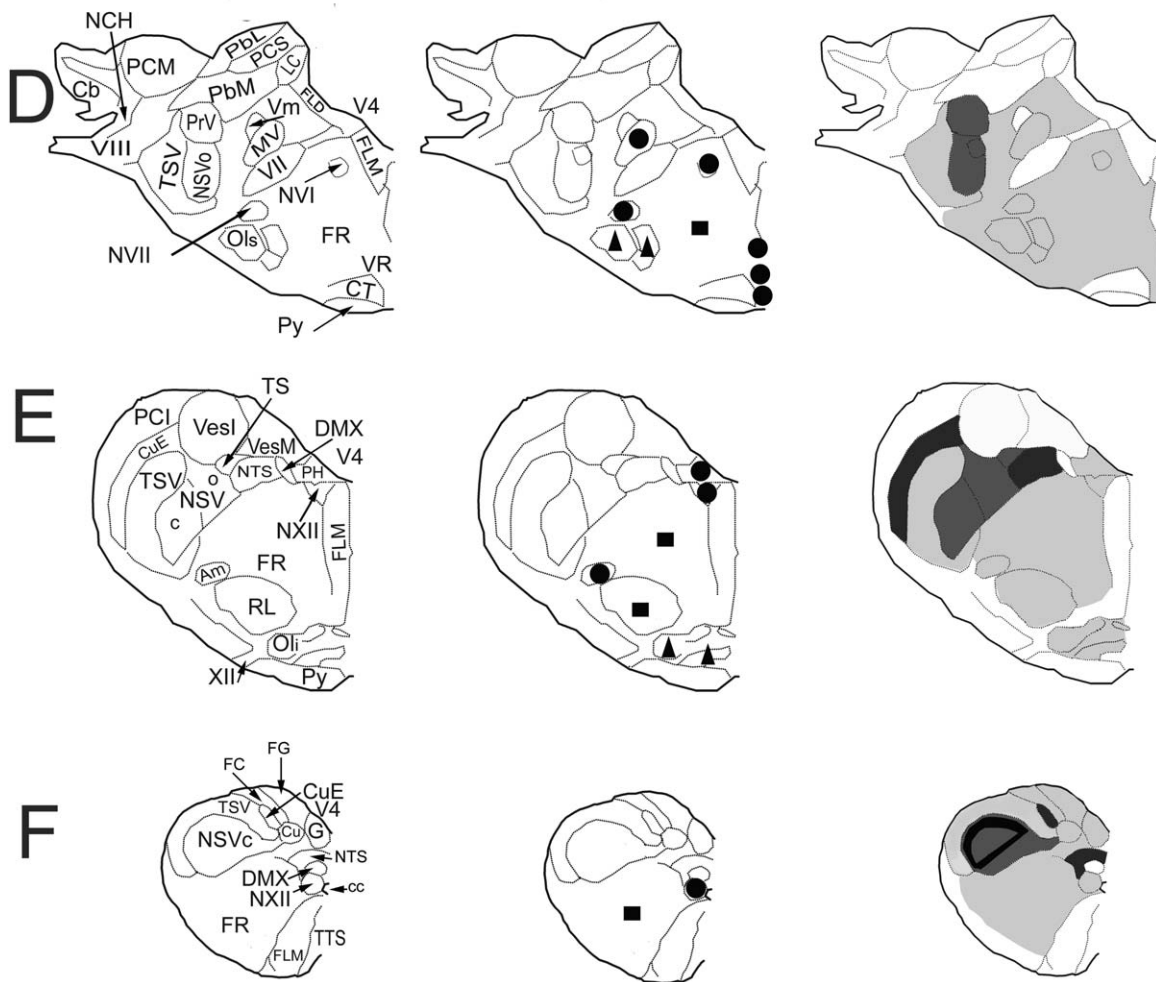 D
NCH
PCM
Cb
PbL
PCS
LC
PbM
FLD
Vm
V4
PrV
VIII
MV
FLM
TSV
NSVo
VII
NVI
NVII
Ols
FR
VR
CT
Py
E
TS
PCI
VesI
DMX
CuE
VesM
V4
TSV
o
NTS
PH
NSV
NXII
c
FLM
FR
Am
RL
Oli
XII
Py
F
FG
FC
CuE
TSV
V4
NSVc
Cu
G
NTS
DMX
NXII
cc
FR
TTS
FLM